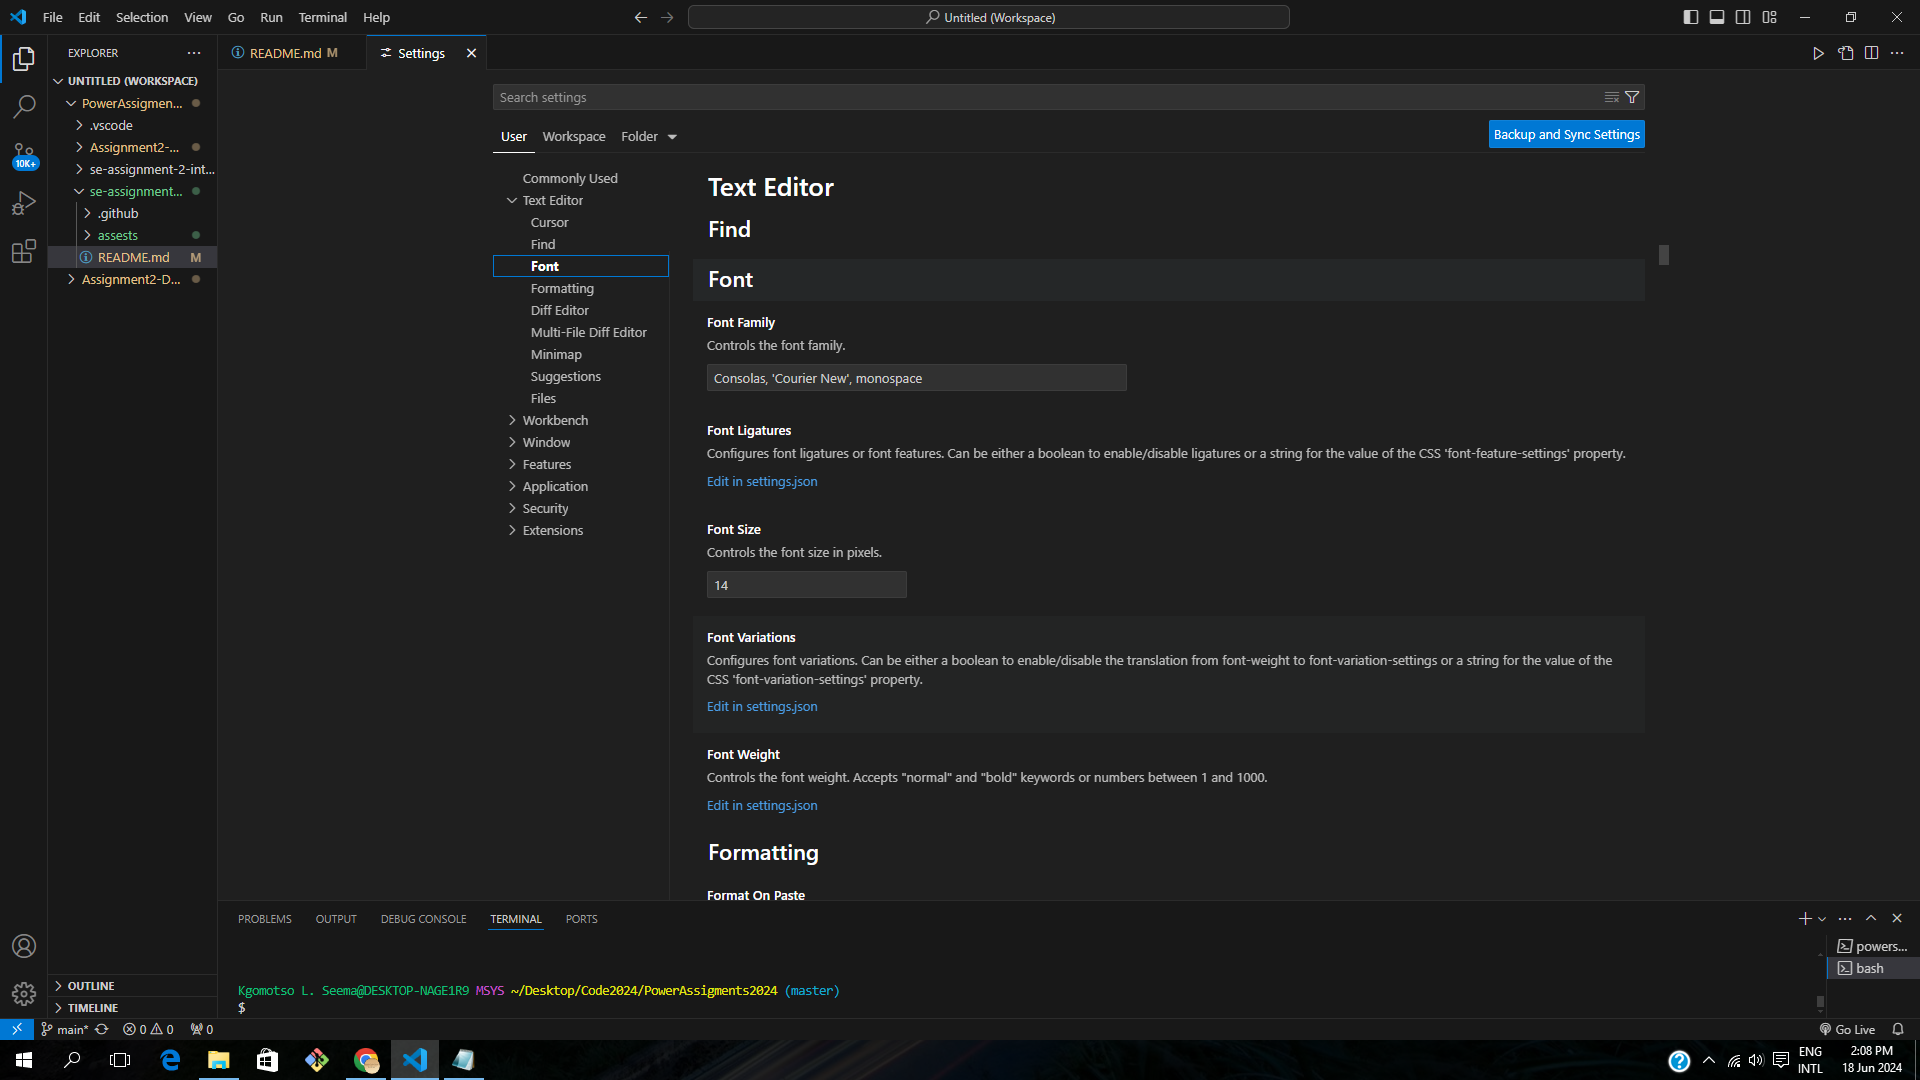 File Edit Selection View Go Run Terminal Help
Untitled (Workspace)
EXPLORER
README.md M
Settings
UNTITLED (WORKSPACE)
PowerAssigmen...
.vscode
Assignment2-...
se-assignment-2-int...
se-assignment...
.github
assests
README.md M
Assignment2-D...
10K+
OUTLINE
TIMELINE
Search settings
User Workspace Folder
Backup and Sync Settings
Commonly Used
Text Editor
Cursor
Find
Font
Formatting
Diff Editor
Multi-File Diff Editor
Minimap
Suggestions
Files
Workbench
Window
Features
Application
Security
Extensions
Text Editor
Find
Font
Font Family
Controls the font family.
Consolas, 'Courier New', monospace
Font Ligatures
Configures font ligatures or font features. Can be either a boolean to enable/disable ligatures or a string for the value of the CSS 'font-feature-settings' property.
Edit in settings.json
Font Size
Controls the font size in pixels.
14
Font Variations
Configures font variations. Can be either a boolean to enable/disable the translation from font-weight to font-variation-settings or a string for the value of the
CSS 'font-variation-settings' property.
Edit in settings.json
Font Weight
Controls the font weight. Accepts "normal" and "bold" keywords or numbers between 1 and 1000.
Edit in settings.json
Formatting
Format On Paste
PROBLEMS OUTPUT DEBUG CONSOLE TERMINAL PORTS
powers...
bash
Kgomotso L. Seema@DESKTOP-NAGE1R9 MSYS ~/Desktop/Code2024/PowerAssigments2024 (master)
$
main* 0 0 0
Go Live
ENG
INTL
2:08 PM
18 Jun 2024